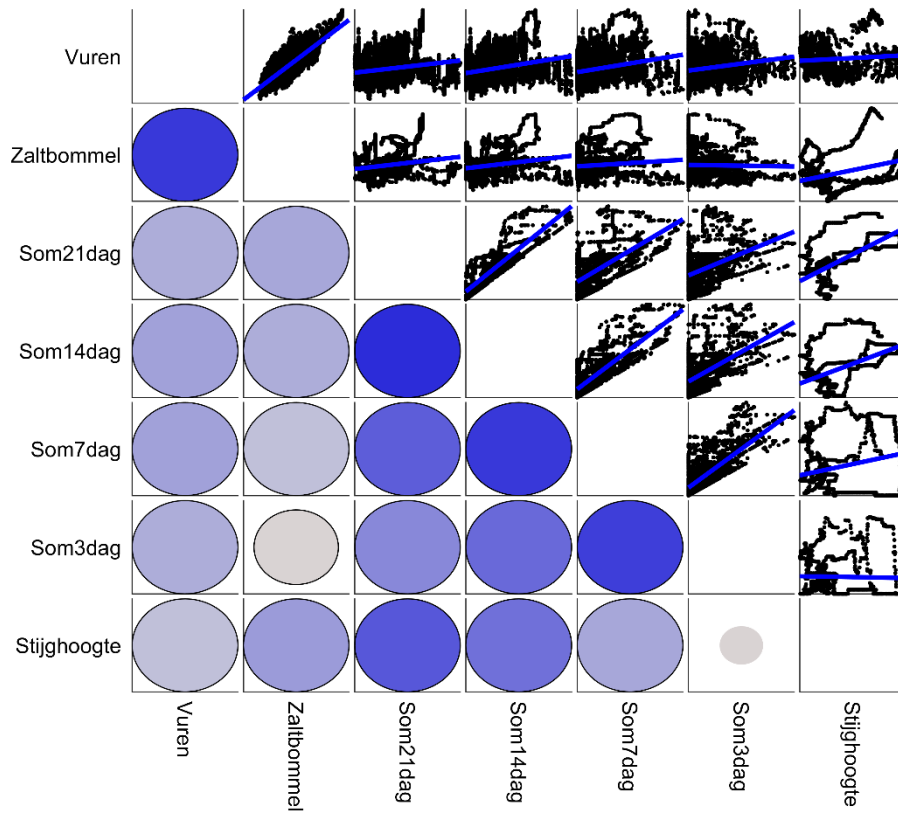 Vuren
Zaltbommel
Som21dag
Som14dag
Som7dag
Som3dag
Stijghoogte
Vuren
Zaltbommel
Som21dag
Som14dag
Som7dag
Som3dag
Stijghoogte